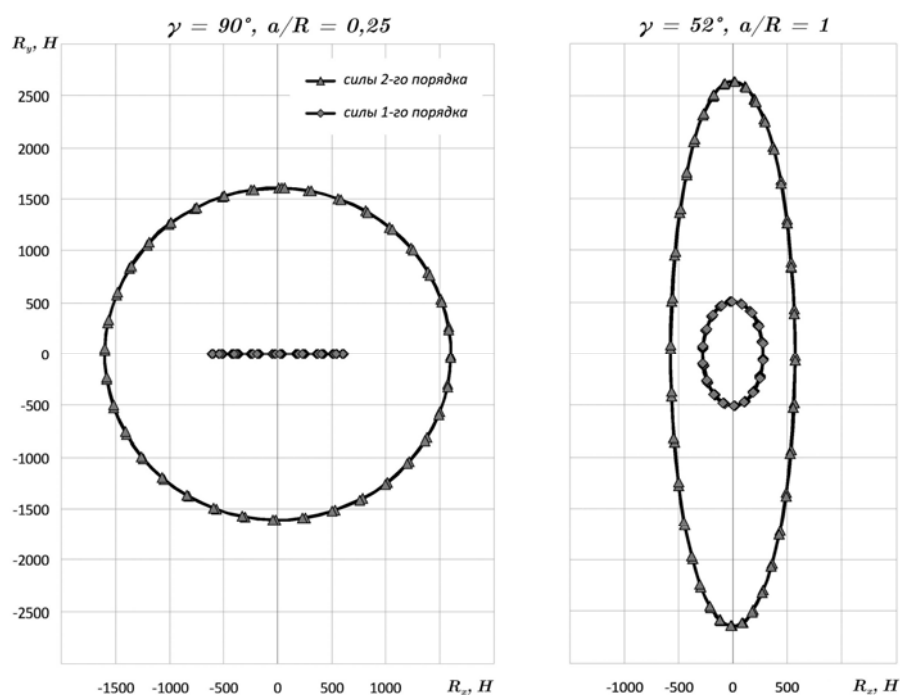 γ = 90°, a/R = 0,25
γ = 52°, a/R = 1
R_y, H
силы 2-го порядка
силы 1-го порядка
2500
2000
1500
1000
500
0
-500
-1000
-1500
-2000
-2500
-1500 -1000 -500 0 500 1000 R_x, H
-1000 -500 0 500 R_x, H